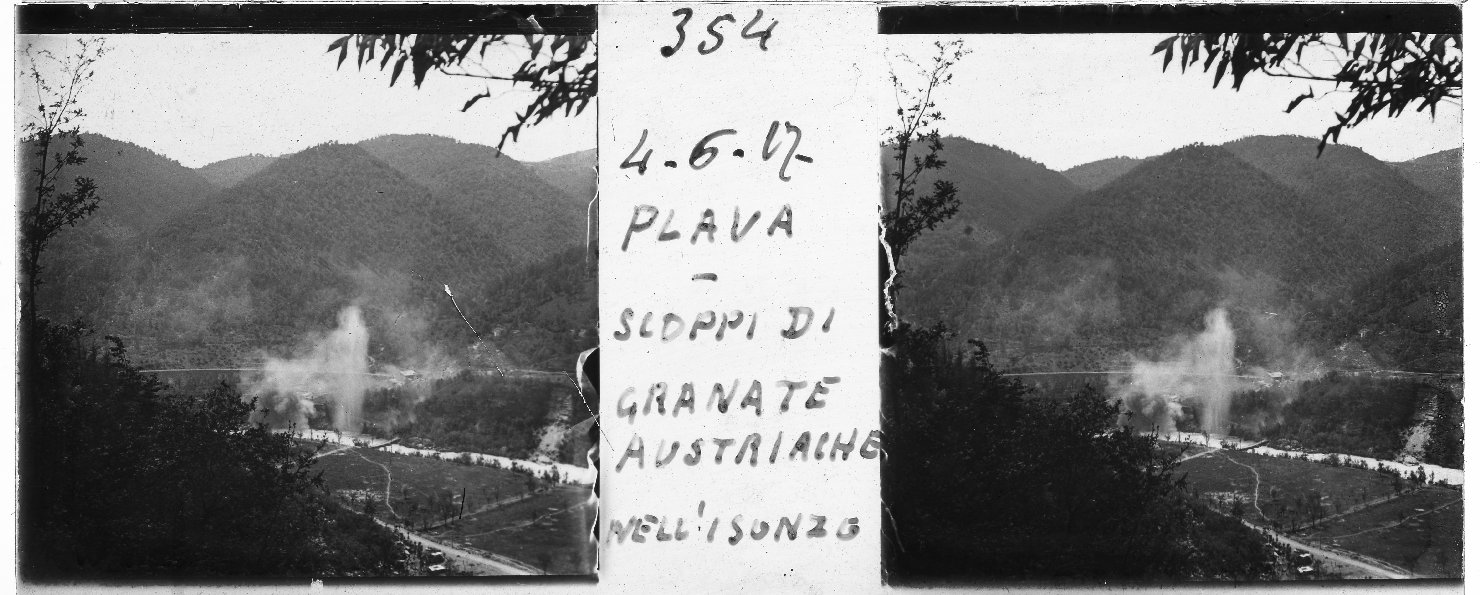 354
4.6.17
PLAVA
-
SCOPPI DI
GRANATE
AUSTRIACHE
NELL'ISONZO